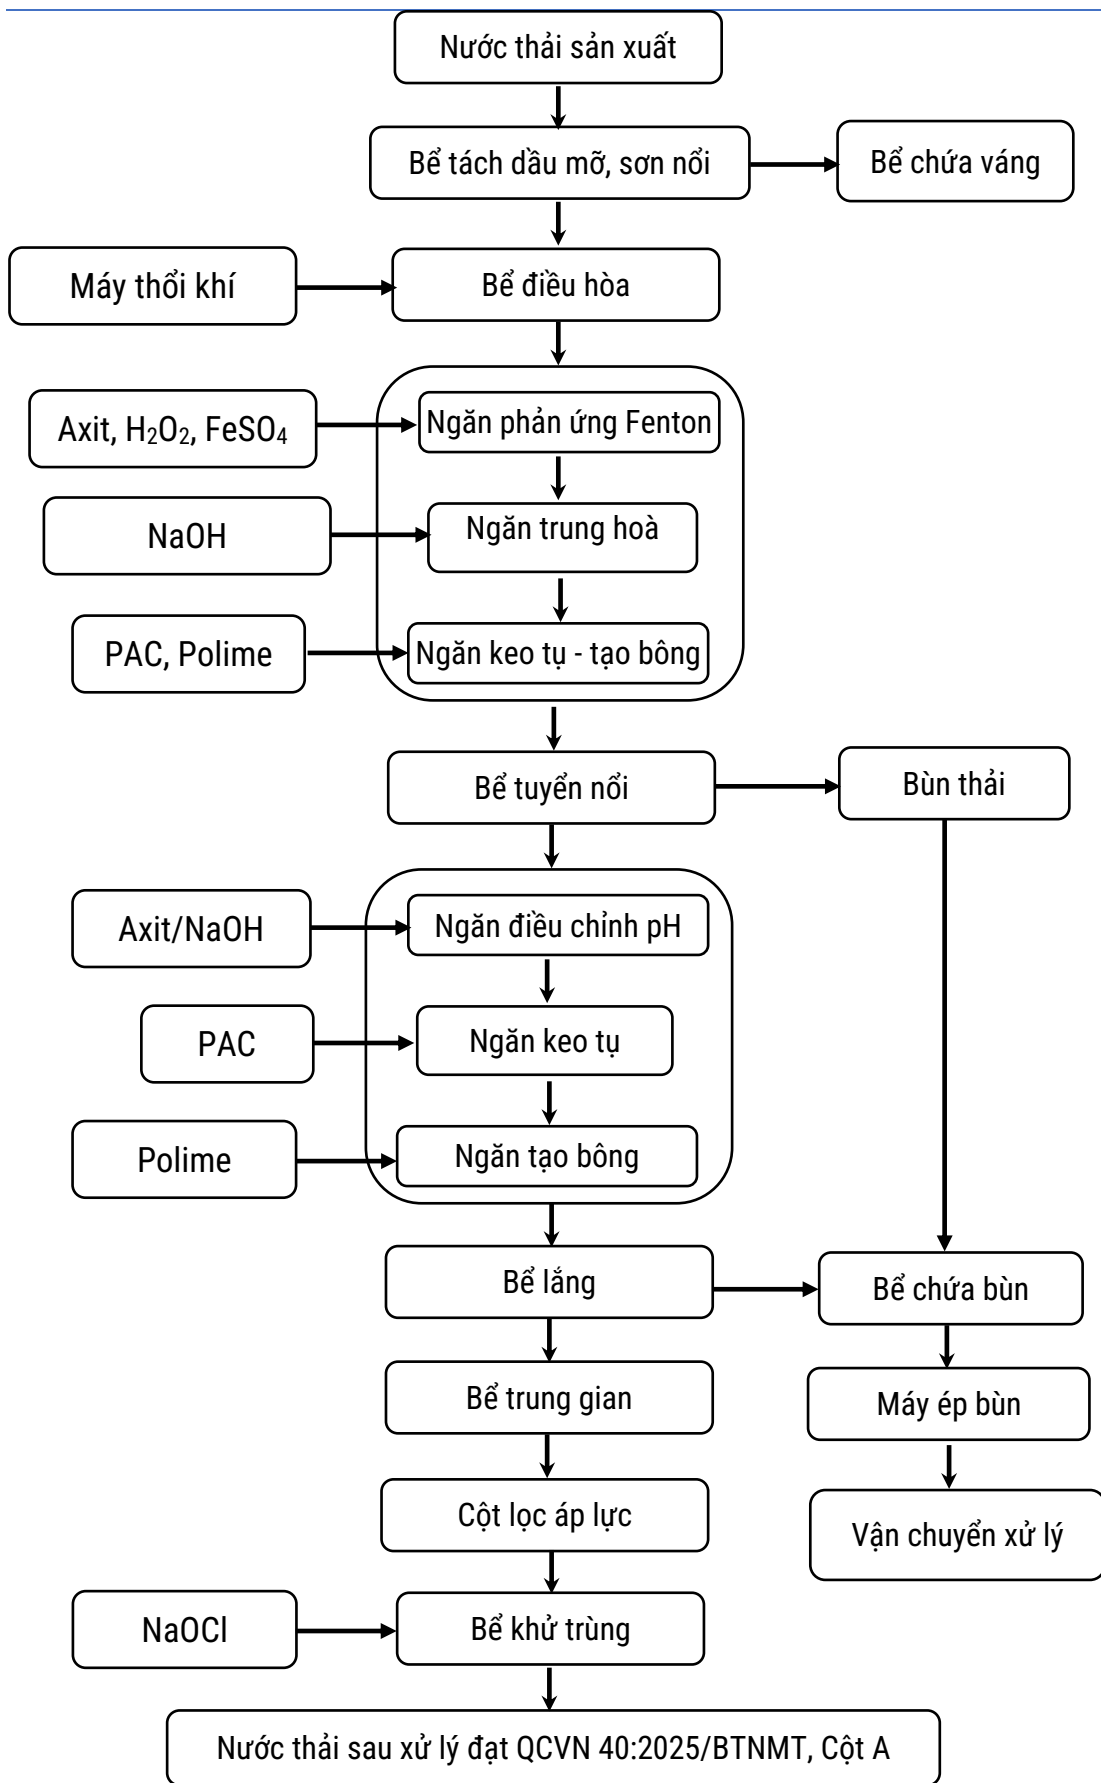 Nước thải sản xuất
Bể tách dầu mỡ, sơn nổi
Bể chứa váng
Máy thổi khí
Bể điều hòa
Axit, H₂O₂, FeSO₄
Ngăn phản ứng Fenton
NaOH
Ngăn trung hoà
PAC, Polime
Ngăn keo tụ - tạo bông
Bể tuyển nổi
Bùn thải
Axit/NaOH
Ngăn điều chỉnh pH
PAC
Ngăn keo tụ
Polime
Ngăn tạo bông
Bể lắng
Bể chứa bùn
Bể trung gian
Máy ép bùn
Cột lọc áp lực
Vận chuyển xử lý
NaOCl
Bể khử trùng
Nước thải sau xử lý đạt QCVN 40:2025/BTNMT, Cột A